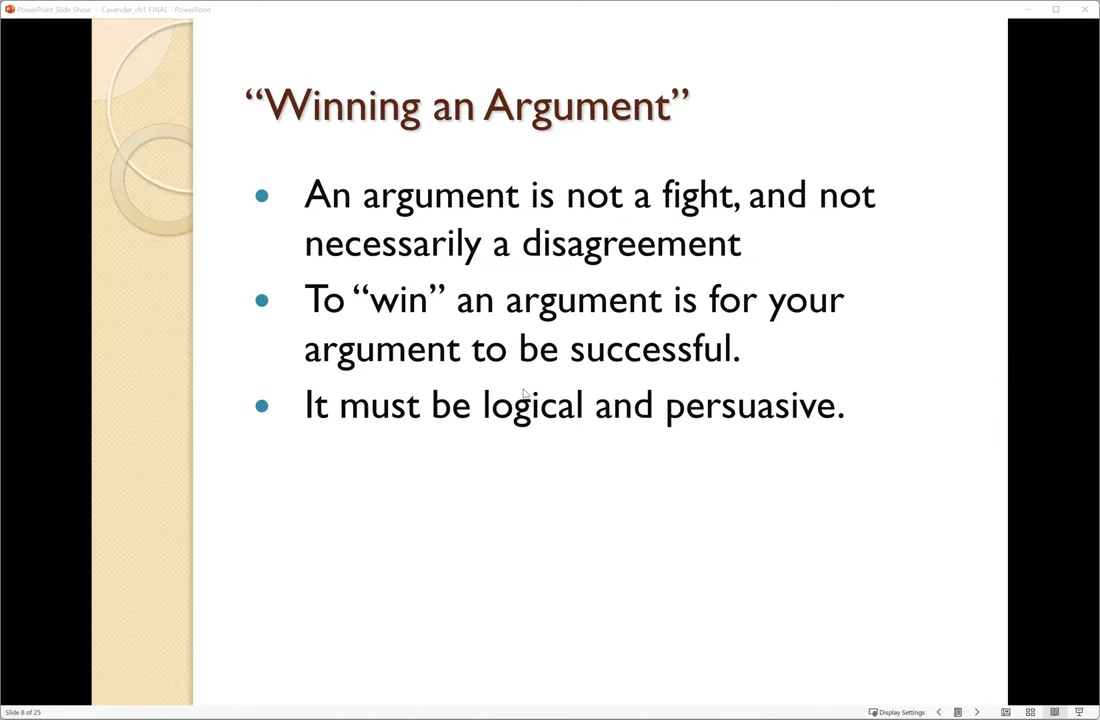 PowerPoint Slide Show - Cavender_ch1 FINAL - PowerPoint
“Winning an Argument”
• An argument is not a fight, and not
necessarily a disagreement
• To “win” an argument is for your
argument to be successful.
• It must be logical and persuasive.
Slide 8 of 25
Display Settings